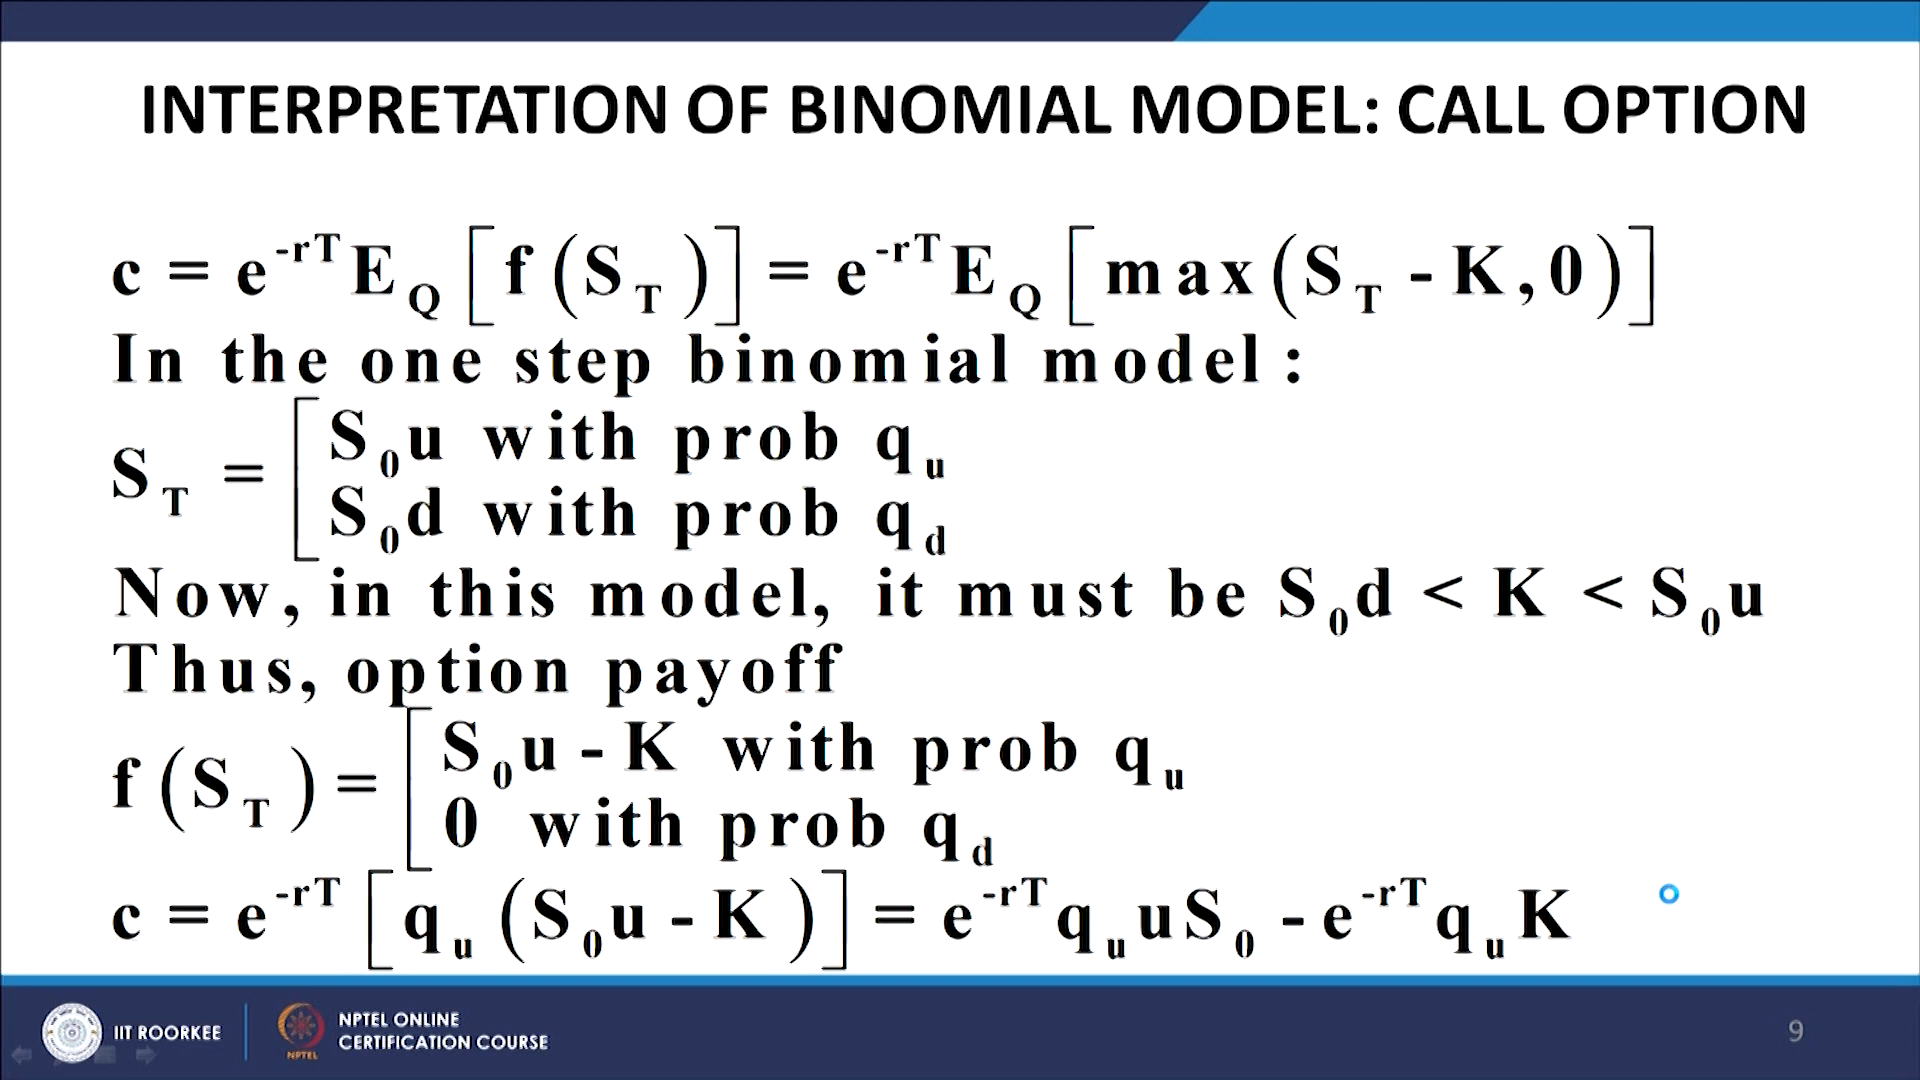 INTERPRETATION OF BINOMIAL MODEL: CALL OPTION
c = e^{-rT} E_Q [f(S_T)] = e^{-rT} E_Q [max(S_T - K, 0)]
In the one step binomial model :
S_T = [ S_0u with prob q_u
S_0d with prob q_d
Now, in this model, it must be S_0d < K < S_0u
Thus, option payoff
f(S_T) = [ S_0u - K with prob q_u
0 with prob q_d
c = e^{-rT} [q_u (S_0u - K)] = e^{-rT} q_u uS_0 - e^{-rT} q_u K
IIT ROORKEE
NPTEL
NPTEL ONLINE
CERTIFICATION COURSE
9